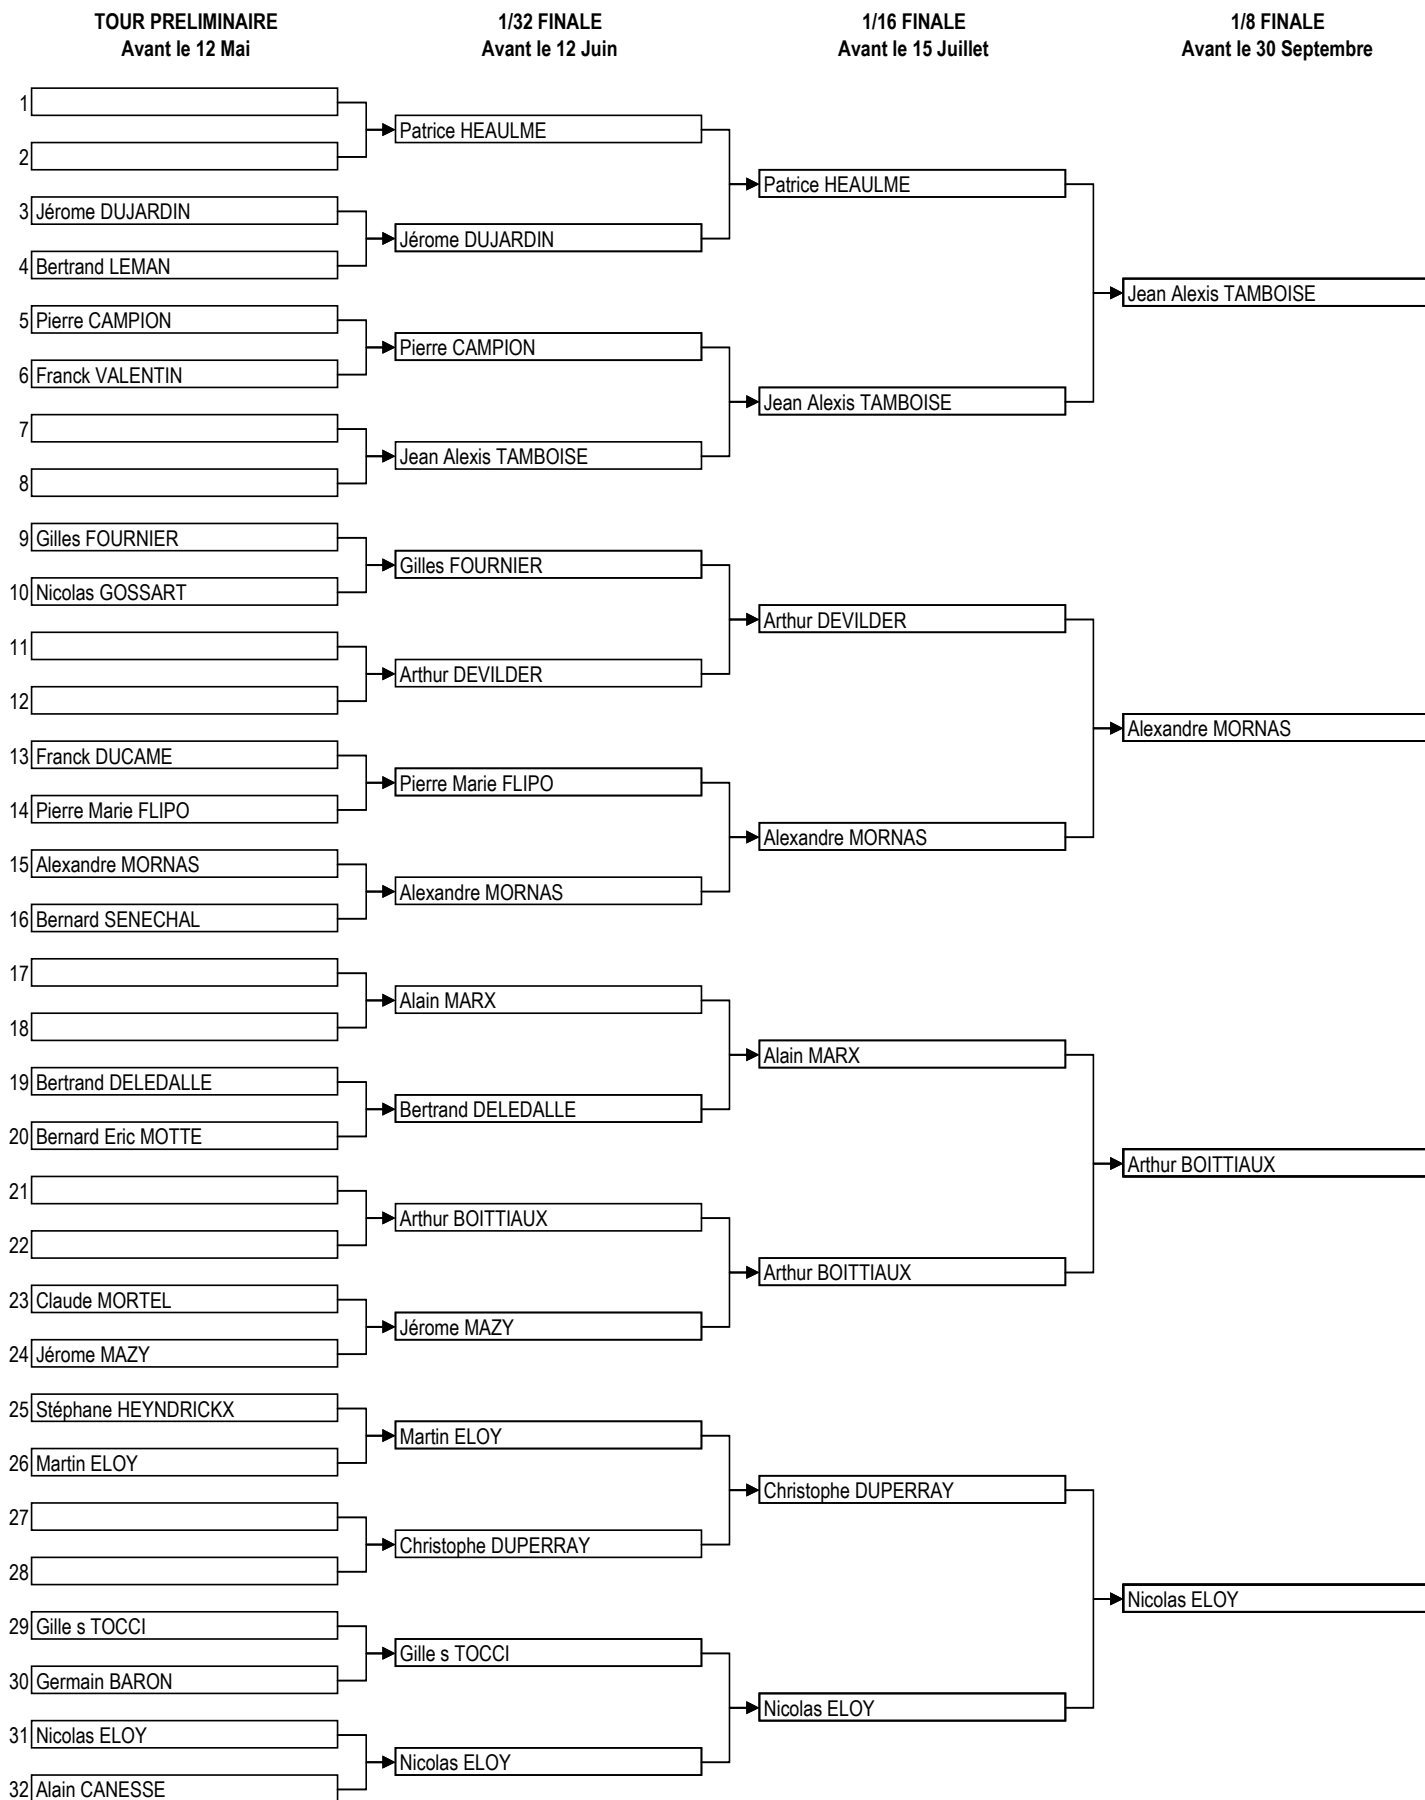 TOUR PRELIMINAIRE 1/32 FINALE 1/16 FINALE 1/8 FINALE
Avant le 12 Mai Avant le 12 Juin Avant le 15 Juillet Avant le 30 Septembre
1
Patrice HEAULME
2
Patrice HEAULME
3 Jérome DUJARDIN
Jérome DUJARDIN
4 Bertrand LEMAN
Jean Alexis TAMBOISE
5 Pierre CAMPION
Pierre CAMPION
6 Franck VALENTIN
Jean Alexis TAMBOISE
7
Jean Alexis TAMBOISE
8
9 Gilles FOURNIER
Gilles FOURNIER
10 Nicolas GOSSART
Arthur DEVILDER
11
Arthur DEVILDER
12
Alexandre MORNAS
13 Franck DUCAME
Pierre Marie FLIPO
14 Pierre Marie FLIPO
Alexandre MORNAS
15 Alexandre MORNAS
Alexandre MORNAS
16 Bernard SENECHAL
17
Alain MARX
18
Alain MARX
19 Bertrand DELEDALLE
Bertrand DELEDALLE
20 Bernard Eric MOTTE
Arthur BOITTIAUX
21
Arthur BOITTIAUX
22
Arthur BOITTIAUX
23 Claude MORTEL
Jérome MAZY
24 Jérome MAZY
25 Stéphane HEYNDRICKX
Martin ELOY
26 Martin ELOY
Christophe DUPERRAY
27
Christophe DUPERRAY
28
Nicolas ELOY
29 Gille s TOCCI
Gille s TOCCI
30 Germain BARON
Nicolas ELOY
31 Nicolas ELOY
Nicolas ELOY
32 Alain CANESSE